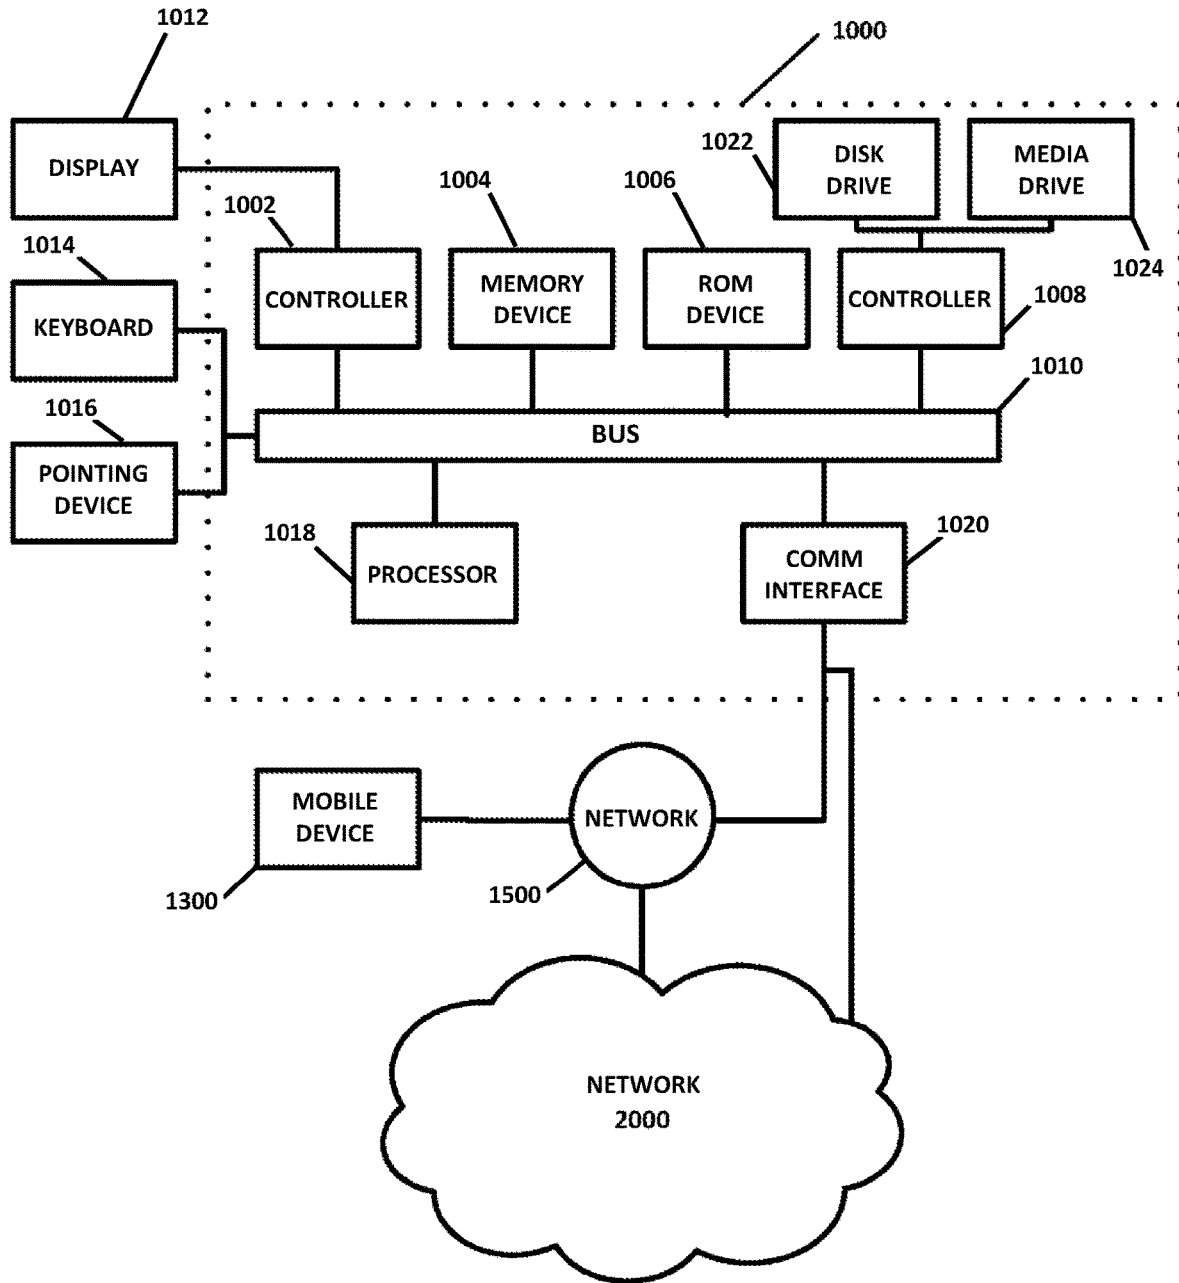 1012
1000
DISPLAY
1022
DISK
DRIVE
MEDIA
DRIVE
1002
1004
1006
1024
1014
CONTROLLER
MEMORY
DEVICE
ROM
DEVICE
CONTROLLER
1008
KEYBOARD
1010
1016
BUS
POINTING
DEVICE
1018
PROCESSOR
COMM
INTERFACE
1020
MOBILE
DEVICE
NETWORK
1300
1500
NETWORK
2000